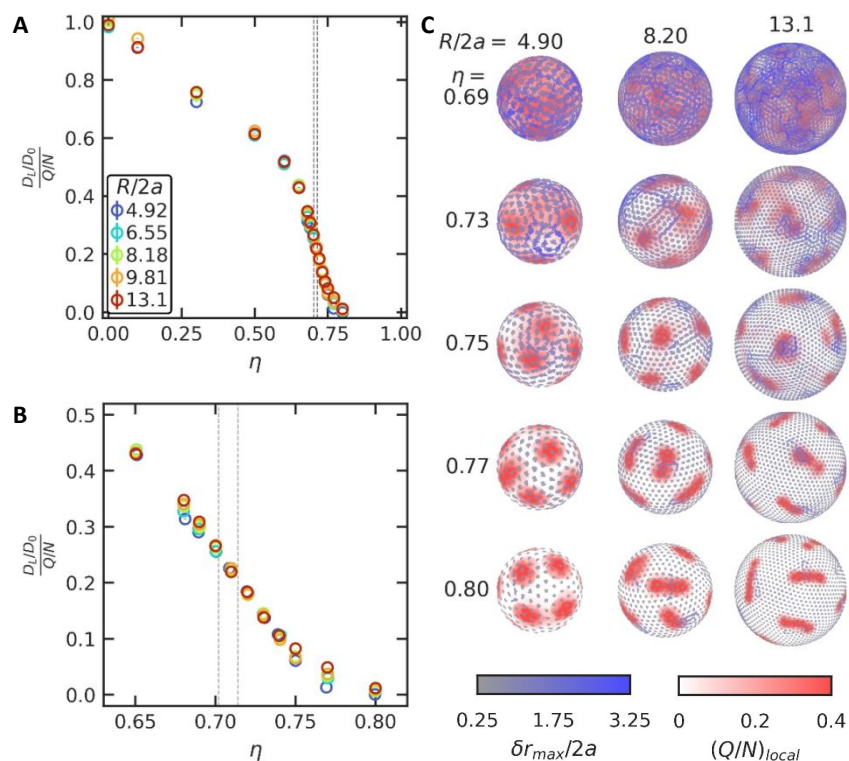 A
1.0
0.8
0.6
0.4
0.2
0.0
D_L/D_0
Q/N
R/2a
4.92
6.55
8.18
9.81
13.1
0.00 0.25 0.50 0.75 1.00
η
B
0.5
0.4
0.3
0.2
0.1
0.0
D_L/D_0
Q/N
0.65 0.70 0.75 0.80
η
C
R/2a = 4.90 8.20 13.1
η =
0.69
0.73
0.75
0.77
0.80
0.25 1.75 3.25
δr_max/2a
0 0.2 0.4
(Q/N)_local